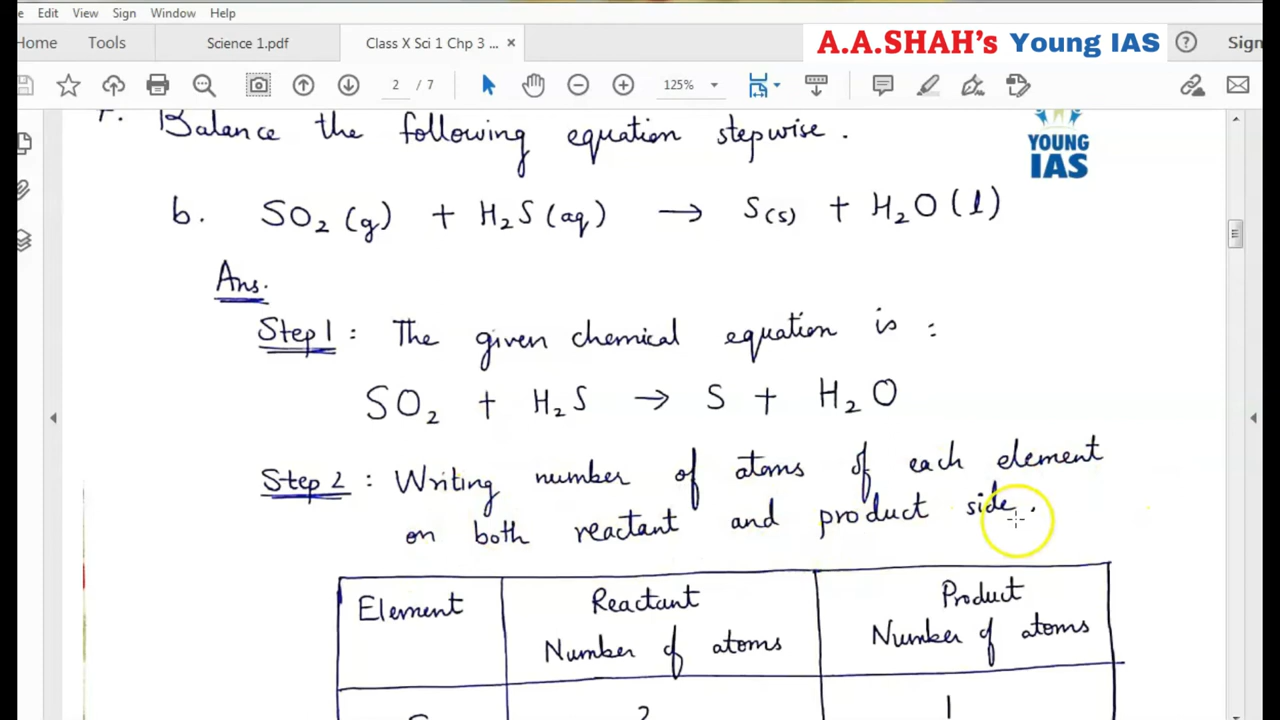 e Edit View Sign Window Help
Home Tools Science 1.pdf Class X Sci 1 Chp 3 ... × A.A.SHAH's Young IAS Sign
2 / 7 125%
7. Balance the following equation stepwise.
YOUNG
IAS
b. SO₂ (g) + H₂S (aq) → S(s) + H₂O (l)
Ans.
Step 1 : The given chemical equation is :
SO₂ + H₂S → S + H₂O
Step 2 : Writing number of atoms of each element
on both reactant and product side.
Element Reactant Product
Number of atoms Number of atoms
S 2 1